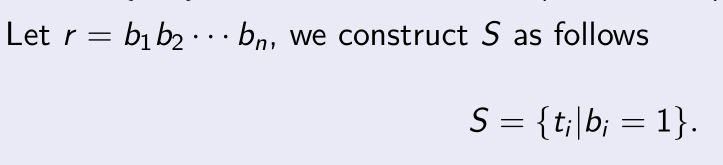 Let r = b₁b₂ ⋯ bₙ, we construct S as follows
S = {tᵢ|bᵢ = 1}.